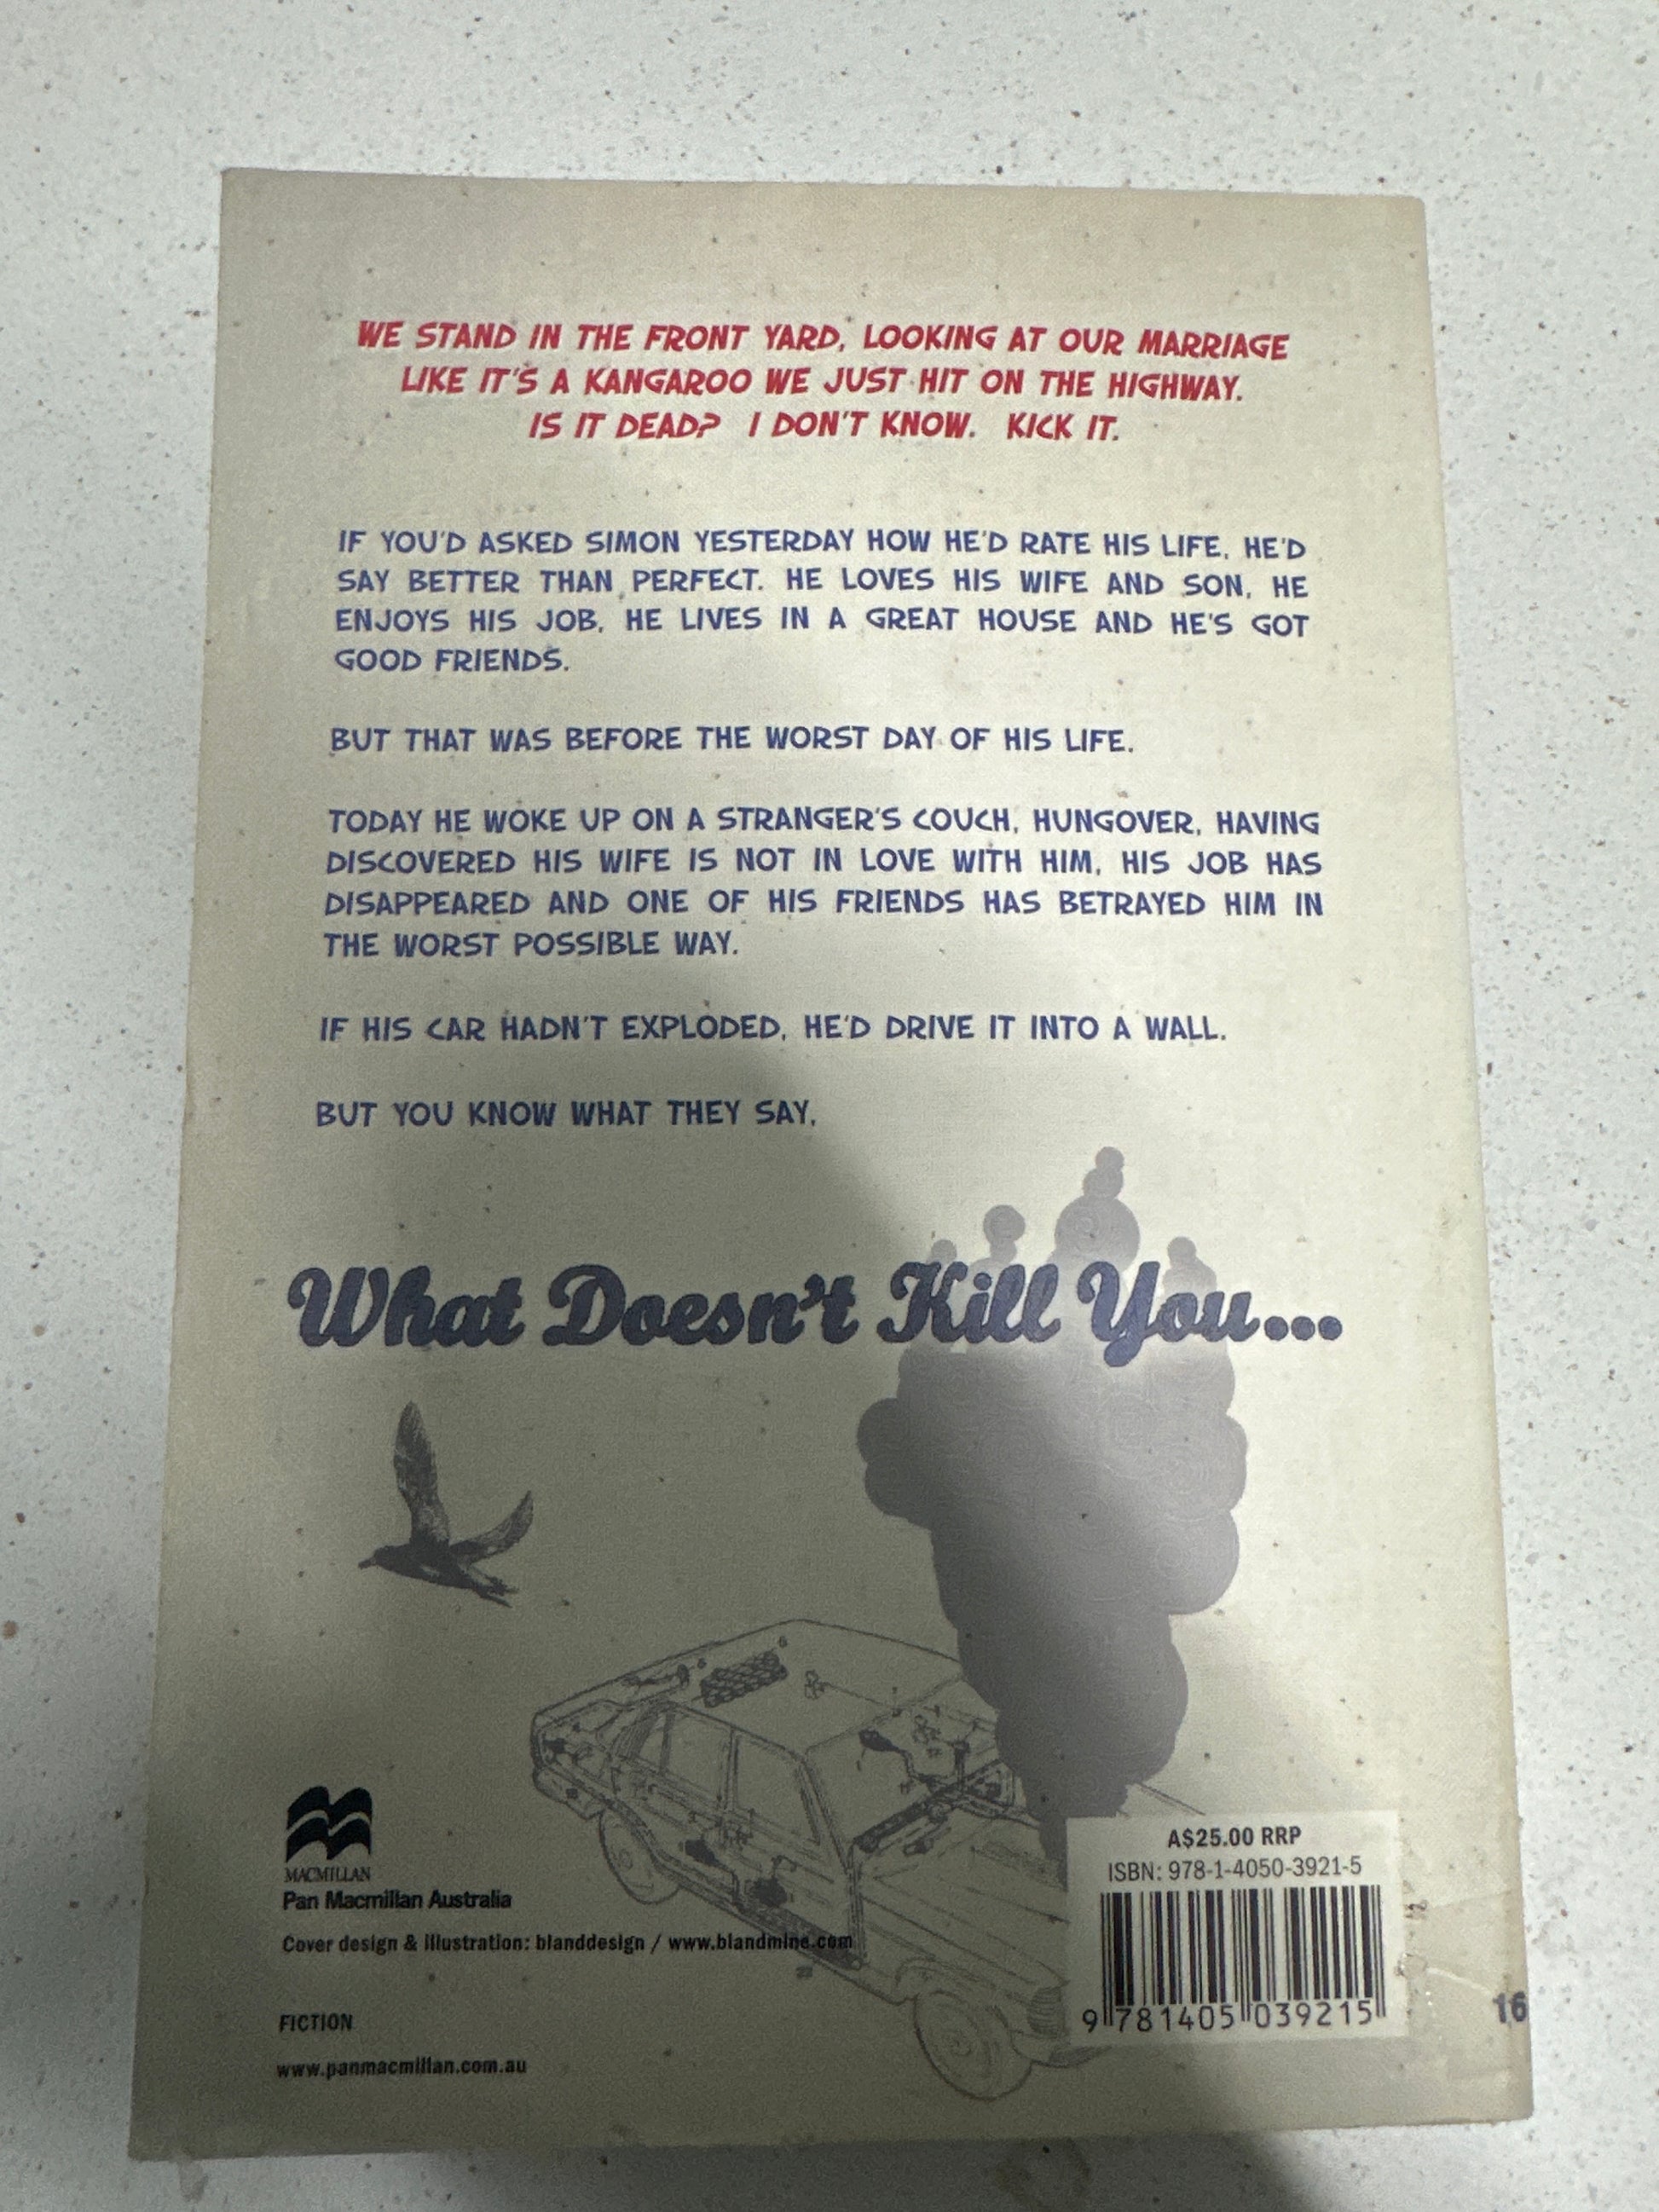 WE STAND IN THE FRONT YARD, LOOKING AT OUR MARRIAGE
LIKE IT'S A KANGAROO WE JUST HIT ON THE HIGHWAY.
IS IT DEAD? I DON'T KNOW. KICK IT.
IF YOU'D ASKED SIMON YESTERDAY HOW HE'D RATE HIS LIFE, HE'D
SAY BETTER THAN PERFECT. HE LOVES HIS WIFE AND SON, HE
ENJOYS HIS JOB, HE LIVES IN A GREAT HOUSE AND HE'S GOT
GOOD FRIENDS.
BUT THAT WAS BEFORE THE WORST DAY OF HIS LIFE.
TODAY HE WOKE UP ON A STRANGER'S COUCH, HUNGOVER, HAVING
DISCOVERED HIS WIFE IS NOT IN LOVE WITH HIM, HIS JOB HAS
DISAPPEARED AND ONE OF HIS FRIENDS HAS BETRAYED HIM IN
THE WORST POSSIBLE WAY.
IF HIS CAR HADN'T EXPLODED, HE'D DRIVE IT INTO A WALL.
BUT YOU KNOW WHAT THEY SAY,
What Doesn't Kill You...
MACMILLAN
Pan Macmillan Australia
Cover design & illustration: blanddesign / www.blandmine.com
FICTION
www.panmacmillan.com.au
A$25.00 RRP
ISBN: 978-1-4050-3921-5
9 781405 039215
16